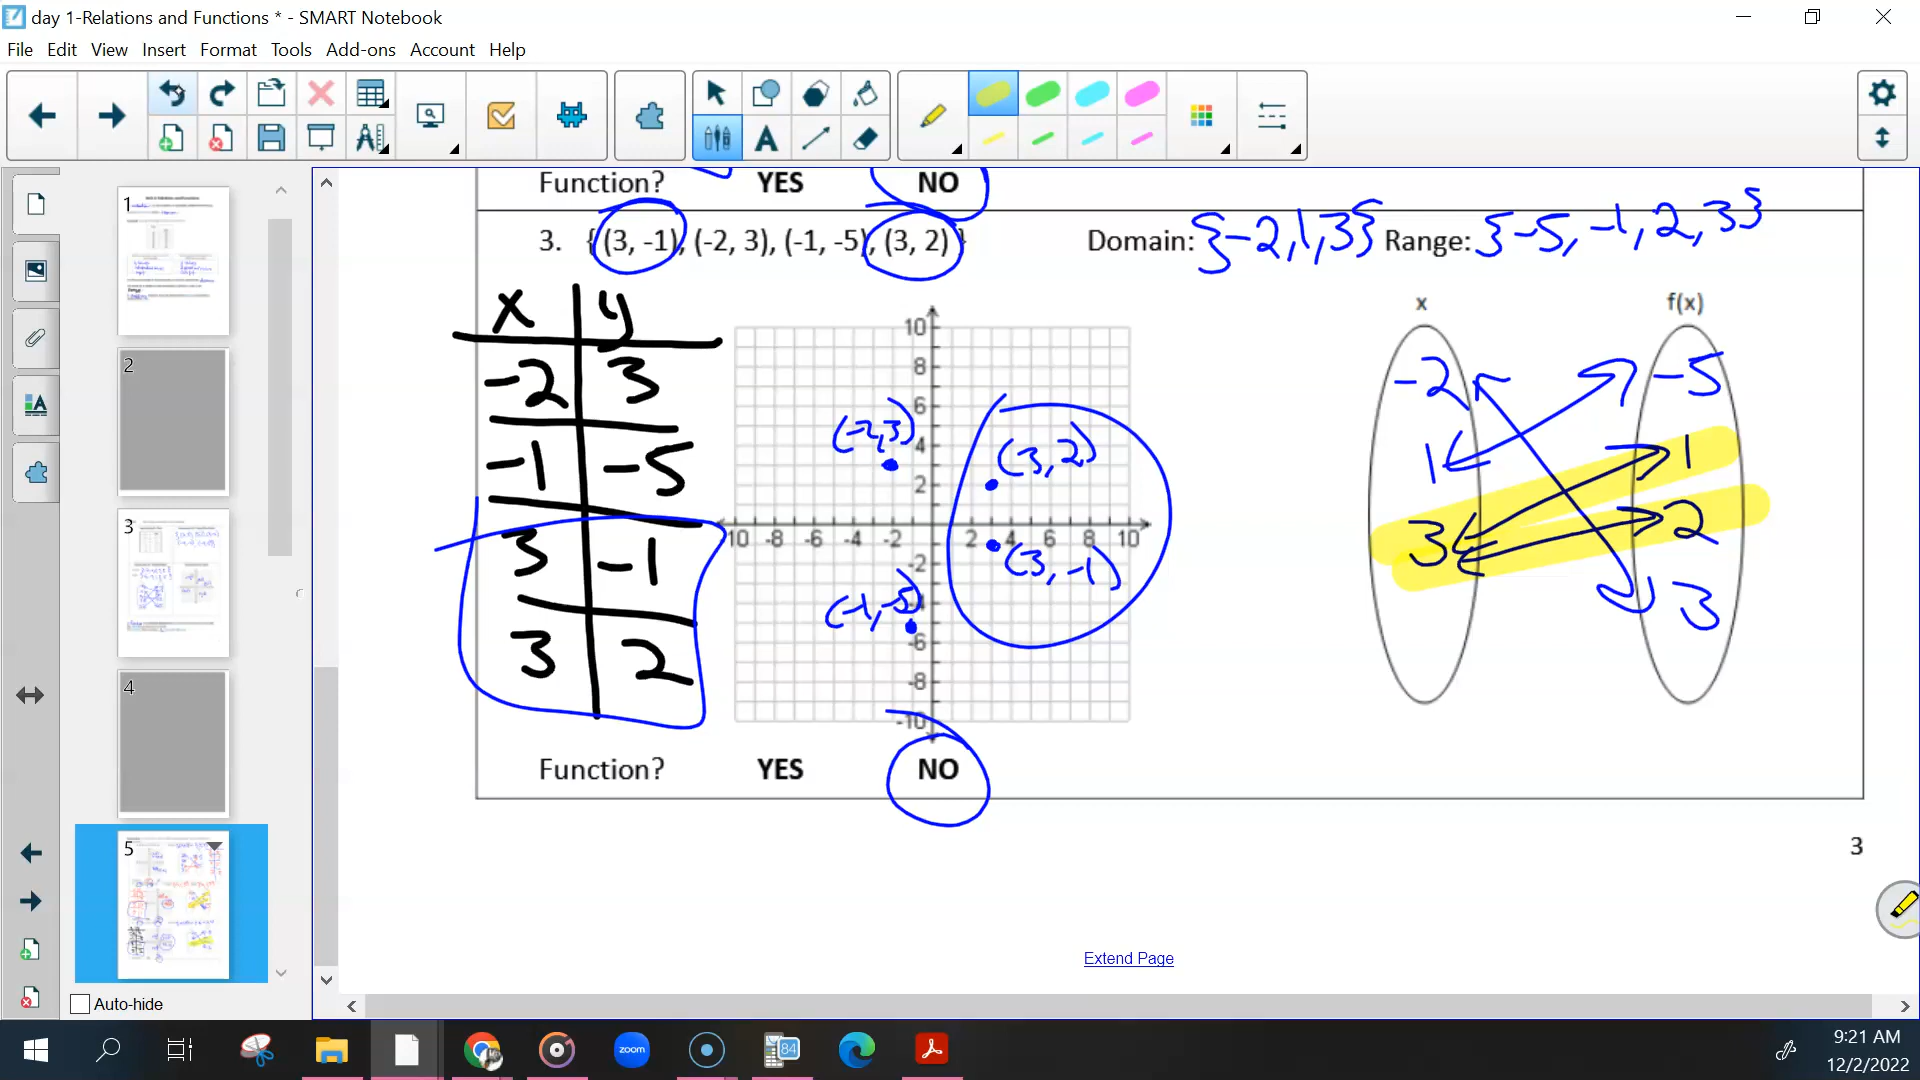 day 1-Relations and Functions * - SMART Notebook
File Edit View Insert Format Tools Add-ons Account Help
Function? YES NO
3. { (3, -1), (-2, 3), (-1, -5), (3, 2) } Domain: {-2, 1, 3} Range: {-5, -1, 2, 3}
x y
-2 3
-1 -5
3 -1
3 2
10
8
6
4
2
10 -8 -6 -4 -2 2 4 6 8 10
-2
-6
-8
-10
(-2,3)
(3,2)
(3,-1)
(-1,-5)
x f(x)
-2 -5
1 1
3 2
3
Function? YES NO
3
Extend Page
1
2
3
4
5
Auto-hide
zoom
84
9:21 AM
12/2/2022